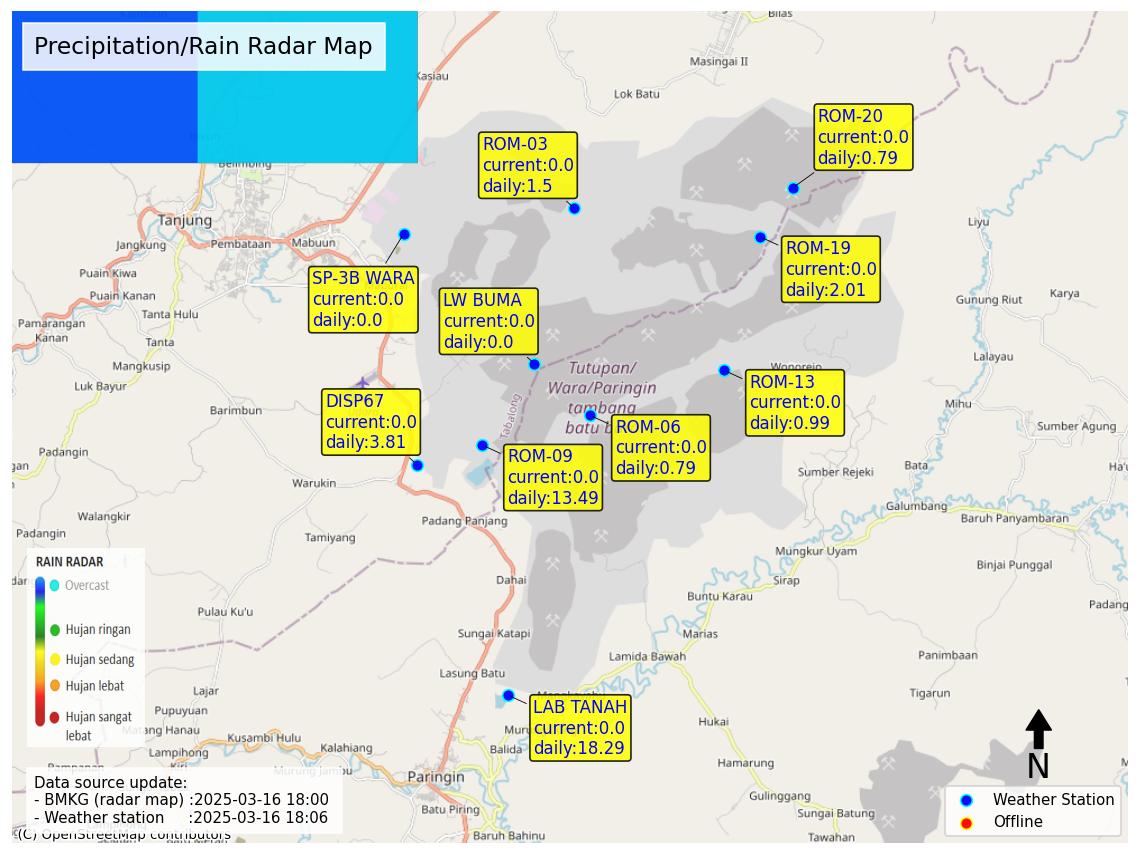 Precipitation/Rain Radar Map
Bilas
Masingai II
Kasiau
Lok Batu
Belimbing
ROM-20
current:0.0
daily:0.79
ROM-03
current:0.0
daily:1.5
Tanjung
Jangkung
Pembataan
Mabuun
Liyu
ROM-19
current:0.0
daily:2.01
SP-3B WARA
current:0.0
daily:0.0
LW BUMA
current:0.0
daily:0.0
Puain Kiwa
Puain Kanan
Tanta Hulu
Gunung Riut
Karya
Pamarangan
Kanan
Tanta
Mangkusip
Luk Bayur
Lalayau
Wonorejo
Tutupan/
Wara/Paringin
tambang
batu b
Tabalong
ROM-13
current:0.0
daily:0.99
DISP67
current:0.0
daily:3.81
Barimbun
Mihu
ROM-06
current:0.0
daily:0.79
Sumber Agung
ROM-09
current:0.0
daily:13.49
Padangin
Warukin
Sumber Rejeki
Bata
Galumbang
Baruh Panyambaran
Walangkir
Padangin
Tamiyang
Padang Panjang
Mungkur Uyam
Binjai Punggal
RAIN RADAR
Overcast
Hujan ringan
Hujan sedang
Hujan lebat
Hujan sangat
lebat
Dahai
Sirap
Buntu Karau
Padang
Pulau Ku'u
Sungai Katapi
Marias
Lamida Bawah
Panimbaan
Lasung Batu
Tigarun
Lajar
Pupuyuan
Matang Hanau
Kusambi Hulu
Lampihong
Kalahiang
LAB TANAH
current:0.0
daily:18.29
Hukai
Balida
Hamarung
Murung Jambu
Paringin
Batu Piring
Baruh Bahinu
Gulinggang
Sungai Batung
Tawahan
N
Data source update:
- BMKG (radar map) :2025-03-16 18:00
- Weather station :2025-03-16 18:06
(C) OpenStreetMap contributors
Weather Station
Offline